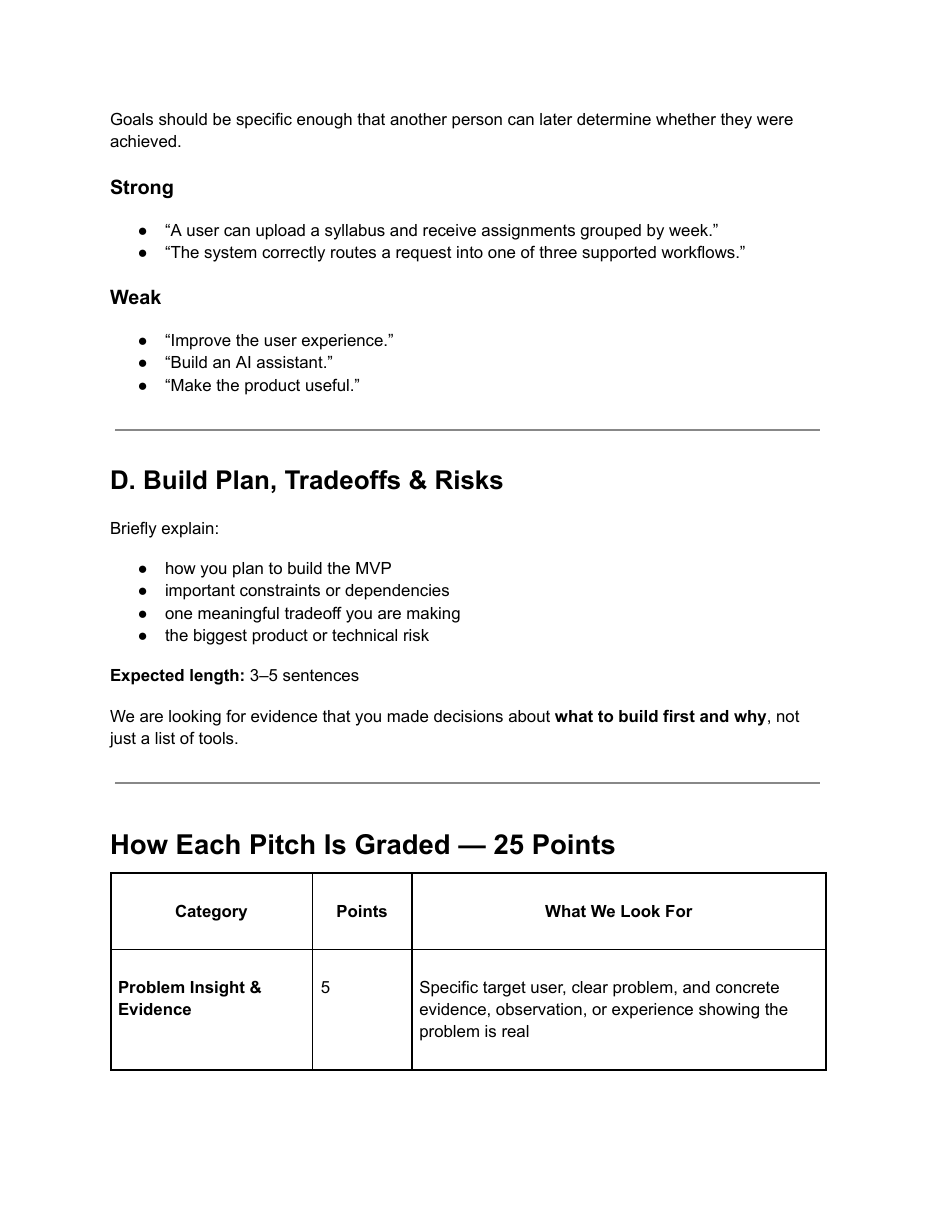 Goals should be specific enough that another person can later determine whether they were
achieved.
Strong
● “A user can upload a syllabus and receive assignments grouped by week.”
● “The system correctly routes a request into one of three supported workflows.”
Weak
● “Improve the user experience.”
● “Build an AI assistant.”
● “Make the product useful.”
D. Build Plan, Tradeoffs & Risks
Briefly explain:
● how you plan to build the MVP
● important constraints or dependencies
● one meaningful tradeoff you are making
● the biggest product or technical risk
Expected length: 3–5 sentences
We are looking for evidence that you made decisions about what to build first and why, not
just a list of tools.
How Each Pitch Is Graded — 25 Points
Category Points What We Look For
Problem Insight &
Evidence
5
Specific target user, clear problem, and concrete
evidence, observation, or experience showing the
problem is real